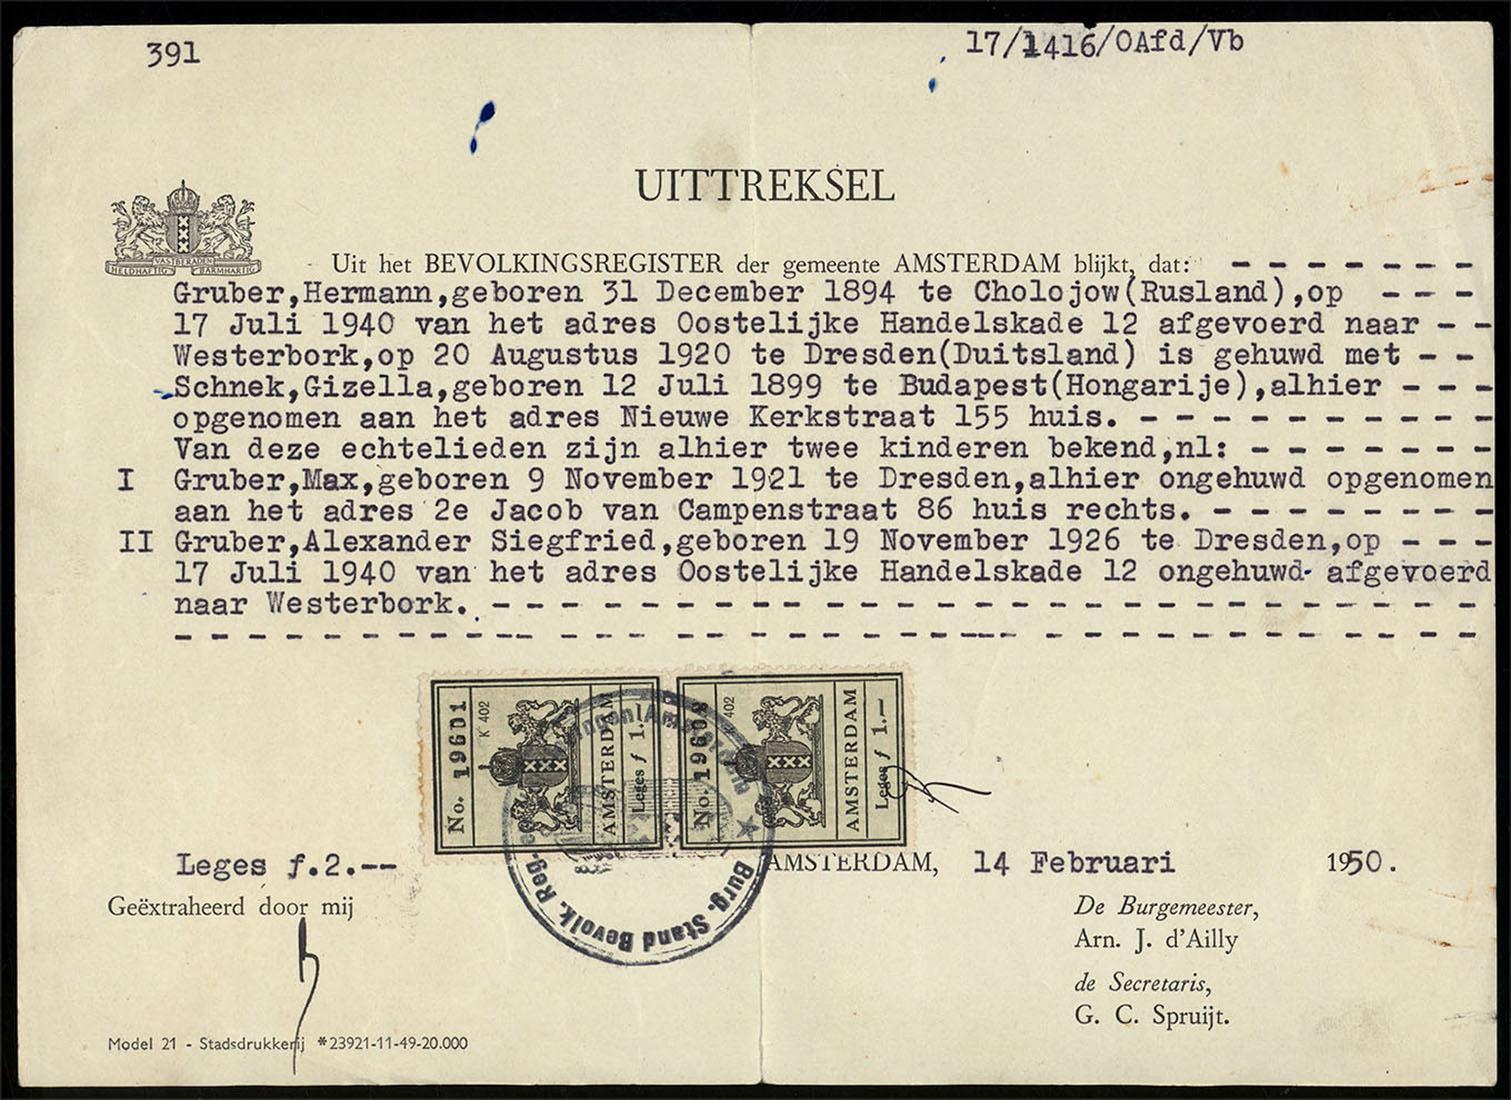 391
17/1416/OAfd/Vb
UITTREKSEL
HELDHAFTIG VASTBERADEN BARMHARTIG
Uit het BEVOLKINGSREGISTER der gemeente AMSTERDAM blijkt, dat: - - - - - - -
Gruber,Hermann,geboren 31 December 1894 te Cholojow(Rusland),op - - -
17 Juli 1940 van het adres Oostelijke Handelskade 12 afgevoerd naar - -
Westerbork,op 20 Augustus 1920 te Dresden(Duitsland) is gehuwd met - -
Schnek,Gizella,geboren 12 Juli 1899 te Budapest(Hongarije),alhier - - -
opgenomen aan het adres Nieuwe Kerkstraat 155 huis. - - - - - - - - - -
Van deze echtelieden zijn alhier twee kinderen bekend,nl: - - - - - - -
I Gruber,Max,geboren 9 November 1921 te Dresden,alhier ongehuwd opgenomen
aan het adres 2e Jacob van Campenstraat 86 huis rechts. - - - - - - - -
II Gruber,Alexander Siegfried,geboren 19 November 1926 te Dresden,op - - -
17 Juli 1940 van het adres Oostelijke Handelskade 12 ongehuwd afgevoerd
naar Westerbork. - - - - - - - - - - - - - - - - - - - - - - - - - -
No. 19601
K 402
AMSTERDAM
Leges f 1.—
No. 19608
402
AMSTERDAM
Leges f 1.—
Burg. Stand Bevolk. Reg.
Leges f.2.--
AMSTERDAM, 14 Februari 1950.
Geëxtraheerd door mij
De Burgemeester,
Arn. J. d'Ailly
de Secretaris,
G. C. Spruijt.
Model 21 - Stadsdrukkerij *23921-11-49-20.000